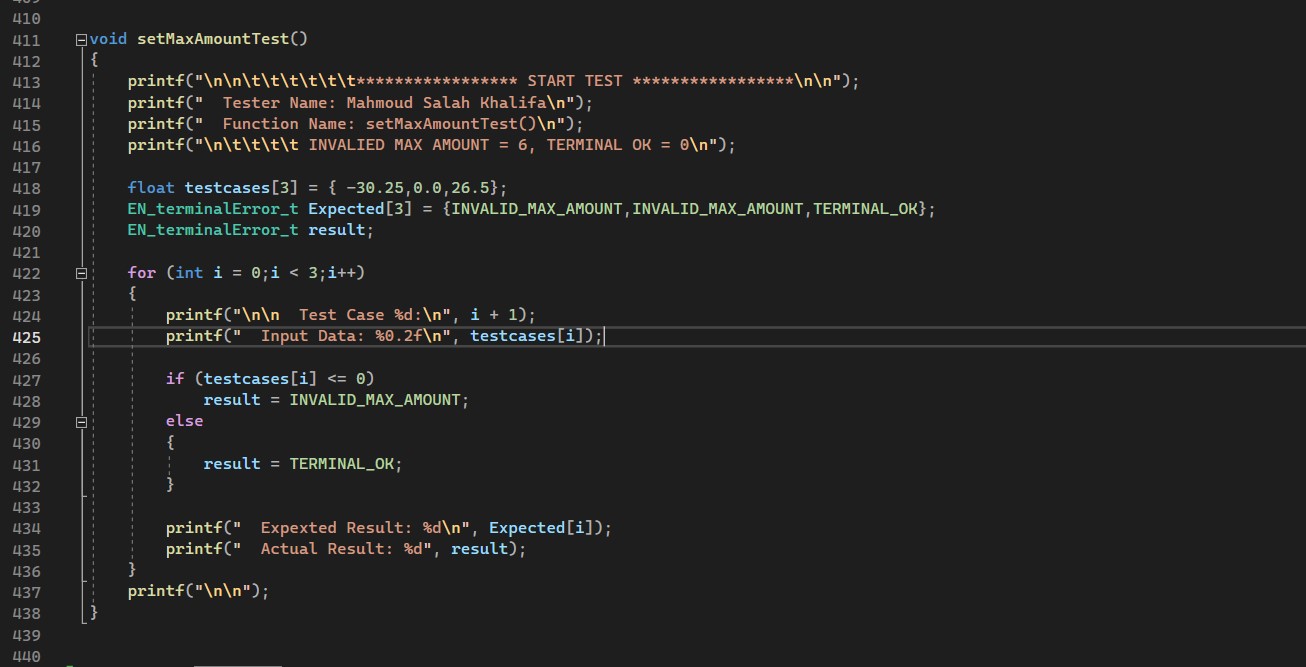 410
411 void setMaxAmountTest()
412 {
413 printf("\n\n\t\t\t\t\t\t***************** START TEST *****************\n\n");
414 printf("  Tester Name: Mahmoud Salah Khalifa\n");
415 printf("  Function Name: setMaxAmountTest()\n");
416 printf("\n\t\t\t\t INVALIED MAX AMOUNT = 6, TERMINAL OK = 0\n");
417
418 float testcases[3] = { -30.25,0.0,26.5};
419 EN_terminalError_t Expected[3] = {INVALID_MAX_AMOUNT,INVALID_MAX_AMOUNT,TERMINAL_OK};
420 EN_terminalError_t result;
421
422 for (int i = 0;i < 3;i++)
423 {
424 printf("\n\n  Test Case %d:\n", i + 1);
425 printf("  Input Data: %0.2f\n", testcases[i]);
426
427 if (testcases[i] <= 0)
428 result = INVALID_MAX_AMOUNT;
429 else
430 {
431 result = TERMINAL_OK;
432 }
433
434 printf("  Expexted Result: %d\n", Expected[i]);
435 printf("  Actual Result: %d", result);
436 }
437 printf("\n\n");
438 }
439
440